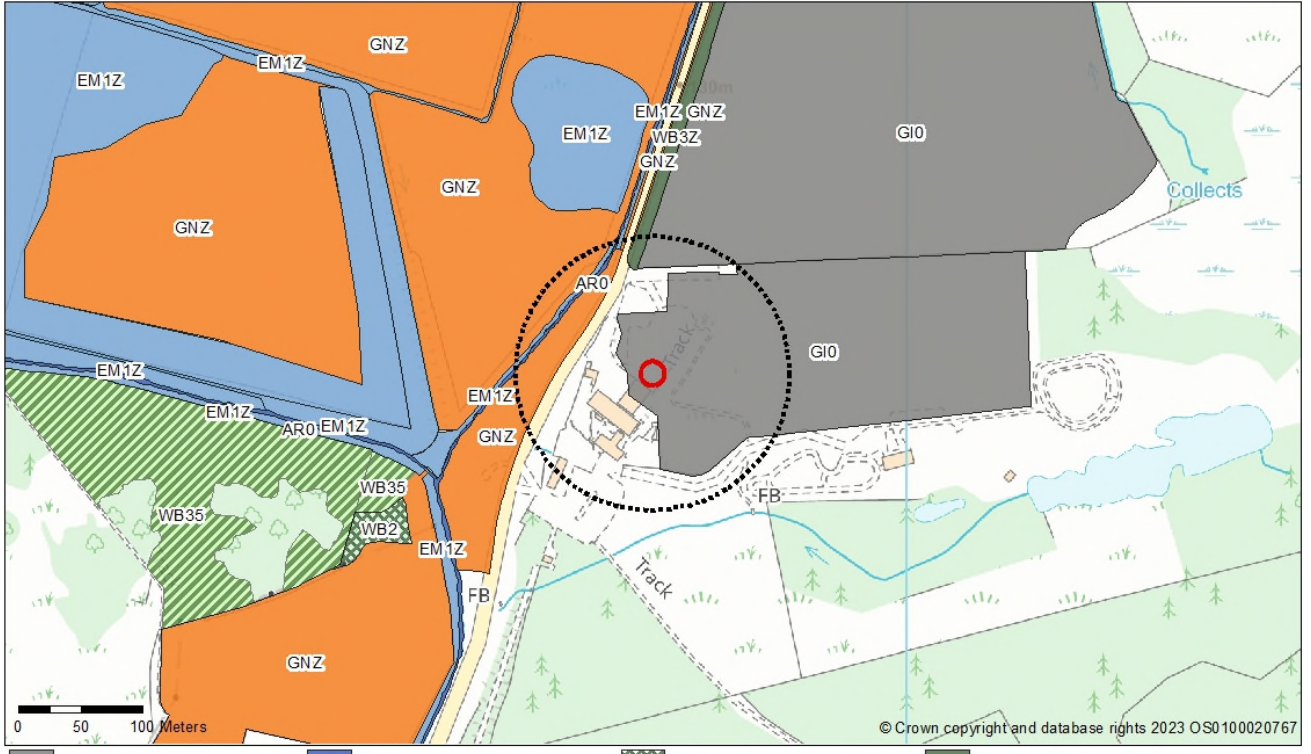 GNZ
EM1Z
EM1Z
EM1Z
EM1Z GNZ
WB3Z
GNZ
GI0
GNZ
Collects
GNZ
AR0
Track
GI0
EM1Z
EM1Z
EM1Z
AR0 EM1Z
GNZ
WB35
WB35
WB2
FB
EM1Z
Track
FB
GNZ
0 50 100 Meters
© Crown copyright and database rights 2023 OS0100020767